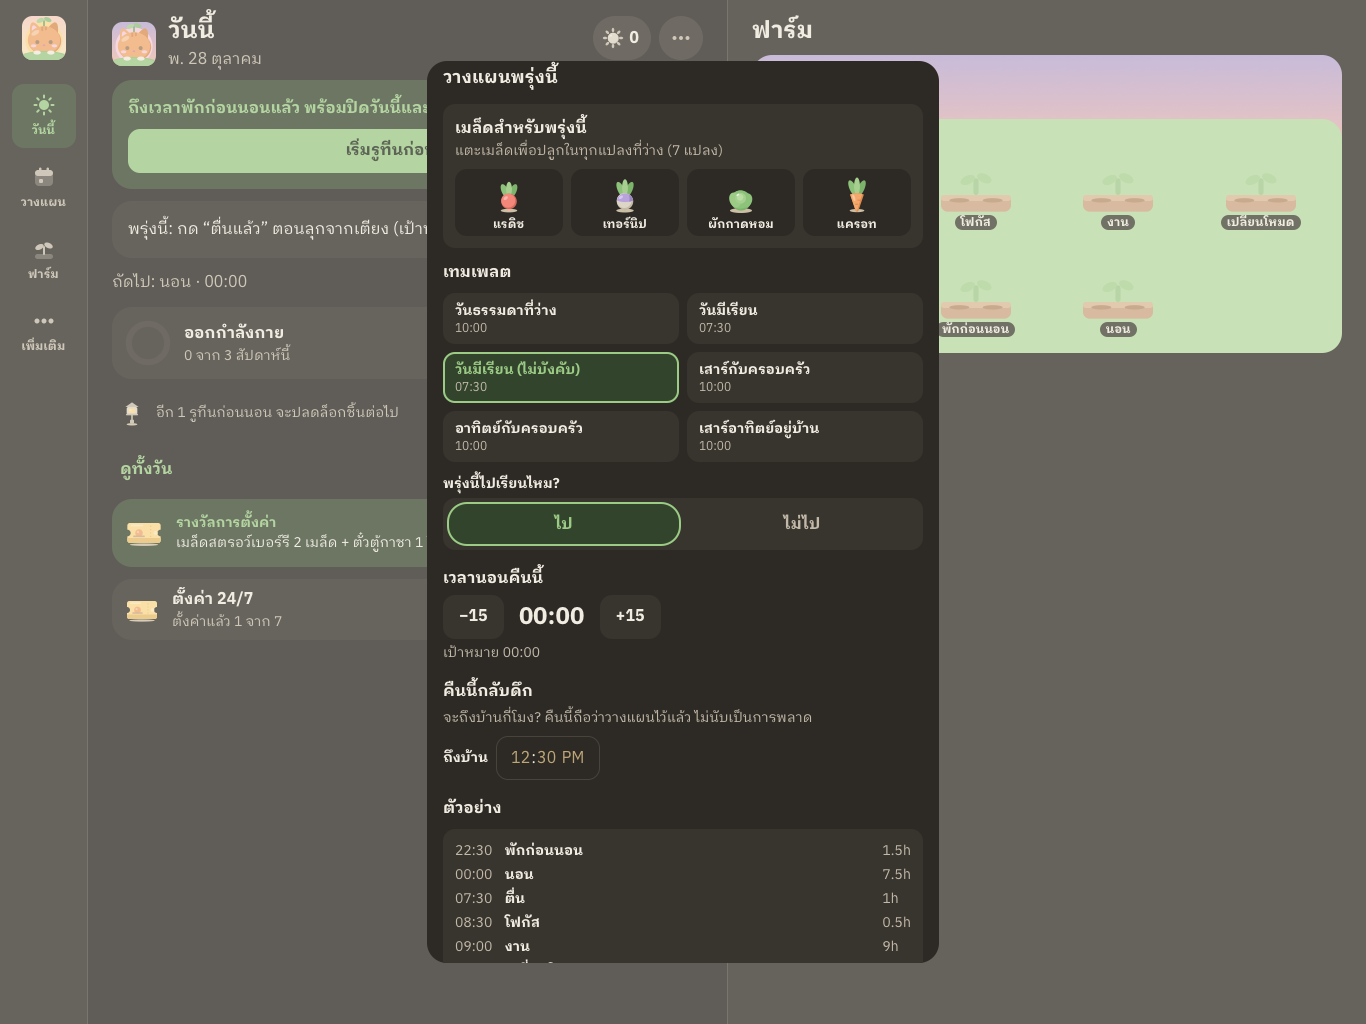 วันนี้
วางแผน
ฟาร์ม
เพิ่มเติม
วันนี้
พ. 28 ตุลาคม
0
ถึงเวลาพักก่อนนอนแล้ว พร้อมปิดวันนี้และ
เริ่มรูทีนก่อน
พรุ่งนี้: กด “ตื่นแล้ว” ตอนลุกจากเตียง (เป้า
ถัดไป: นอน · 00:00
ออกกำลังกาย
0 จาก 3 สัปดาห์นี้
อีก 1 รูทีนก่อนนอน จะปลดล็อกชิ้นต่อไป
ดูทั้งวัน
รางวัลการตั้งค่า
เมล็ดสตรอว์เบอร์รี 2 เมล็ด + ตั๋วตู้กาชา 1
ตั้งค่า 24/7
ตั้งค่าแล้ว 1 จาก 7
วางแผนพรุ่งนี้
เมล็ดสำหรับพรุ่งนี้
แตะเมล็ดเพื่อปลูกในทุกแปลงที่ว่าง (7 แปลง)
แรดิช
เทอร์นิป
ผักกาดหอม
แครอท
เทมเพลต
วันธรรมดาที่ว่าง
10:00
วันมีเรียน
07:30
วันมีเรียน (ไม่บังคับ)
07:30
เสาร์กับครอบครัว
10:00
อาทิตย์กับครอบครัว
10:00
เสาร์อาทิตย์อยู่บ้าน
10:00
พรุ่งนี้ไปเรียนไหม?
ไป
ไม่ไป
เวลานอนคืนนี้
−15
00:00
+15
เป้าหมาย 00:00
คืนนี้กลับดึก
จะถึงบ้านกี่โมง? คืนนี้ถือว่าวางแผนไว้แล้ว ไม่นับเป็นการพลาด
ถึงบ้าน
12:30 PM
ตัวอย่าง
22:30 พักก่อนนอน 1.5h
00:00 นอน 7.5h
07:30 ตื่น 1h
08:30 โฟกัส 0.5h
09:00 งาน 9h
ฟาร์ม
โฟกัส
งาน
เปลี่ยนโหมด
พักก่อนนอน
นอน